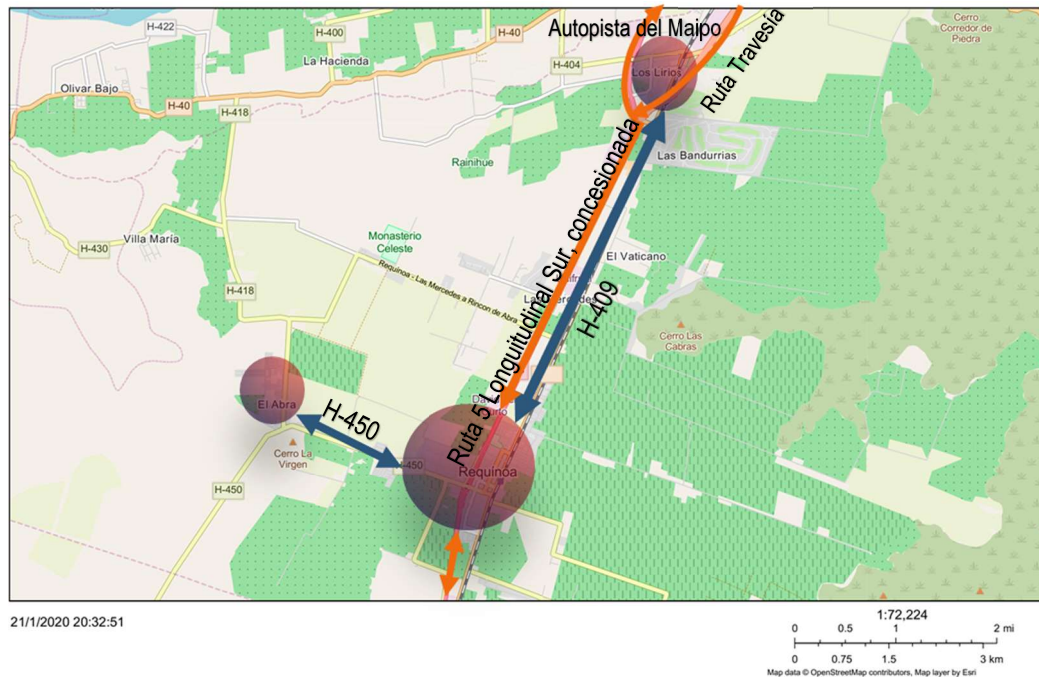 H-422
H-400
H-40
Autopista del Maipo
Cerro
Corredor de
Piedra
La Hacienda
H-404
Los Lirios
Olivar Bajo
Ruta Travesía
H-40
H-418
Las Bandurrias
Rainihue
Villa María
H-430
Monasterio
Celeste
El Vaticano
Requinoa - Las Mercedes a Rincon de Abra
H-418
Ruta 5 Longuitudinal Sur, concesionada
H-409
Cerro Las
Cabras
El Abra
H-450
Cerro La
Virgen
H-450
Requínoa
H-450
21/1/2020 20:32:51
1:72,224
0 0.5 1 2 mi
0 0.75 1.5 3 km
Map data © OpenStreetMap contributors, Map layer by Esri